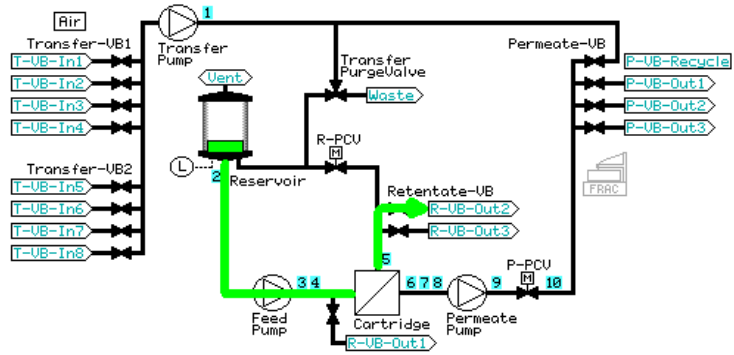 Air
1
Transfer
Pump
Transfer-VB1
T-VB-In1
T-VB-In2
T-VB-In3
T-VB-In4
Transfer-VB2
T-VB-In5
T-VB-In6
T-VB-In7
T-VB-In8
Vent
L
2
Reservoir
Transfer
PurgeValve
Waste
R-PCV
M
Retentate-VB
R-VB-Out2
R-VB-Out3
5
Feed
Pump
3 4
Cartridge
R-VB-Out1
6 7 8
Permeate
Pump
9
P-PCV
M
10
Permeate-VB
P-VB-Recycle
P-VB-Out1
P-VB-Out2
P-VB-Out3
FRAC